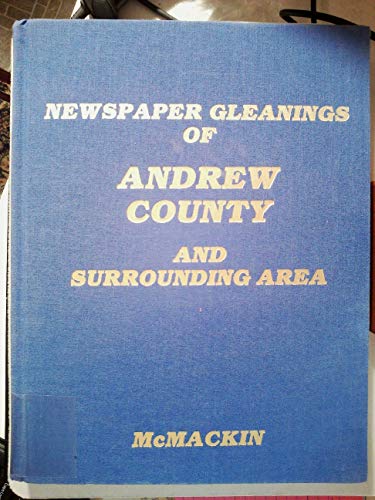 NEWSPAPER GLEANINGS
OF
ANDREW
COUNTY
AND
SURROUNDING AREA
McMACKIN